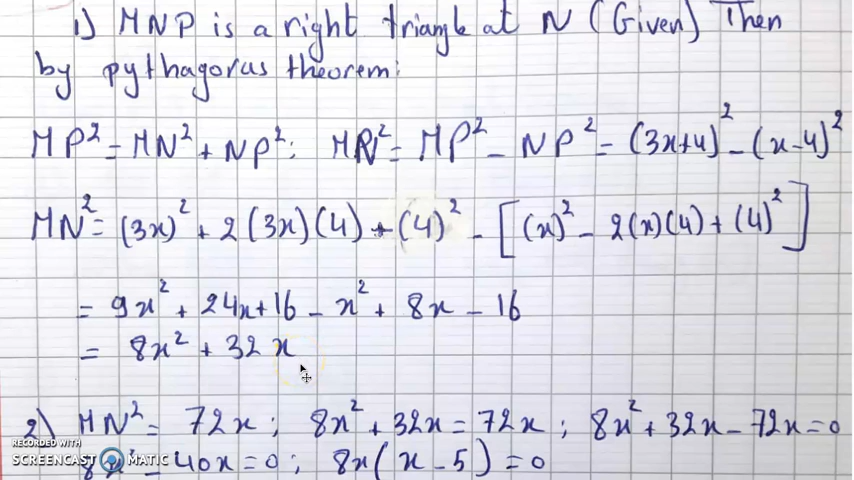 1) MNP is a right triangle at N (Given) Then
by pythagorus theorem:
MP² = MN² + NP²; MN² = MP² - NP² = (3x+4)² - (x-4)²
MN² = (3x)² + 2(3x)(4) + (4)² - [(x)² - 2(x)(4) + (4)²]
= 9x² + 24x + 16 - x² + 8x - 16
= 8x² + 32x
2) MN² = 72x; 8x² + 32x = 72x; 8x² + 32x - 72x = 0
8x² - 40x = 0; 8x(x - 5) = 0
RECORDED WITH
SCREENCAST MATIC